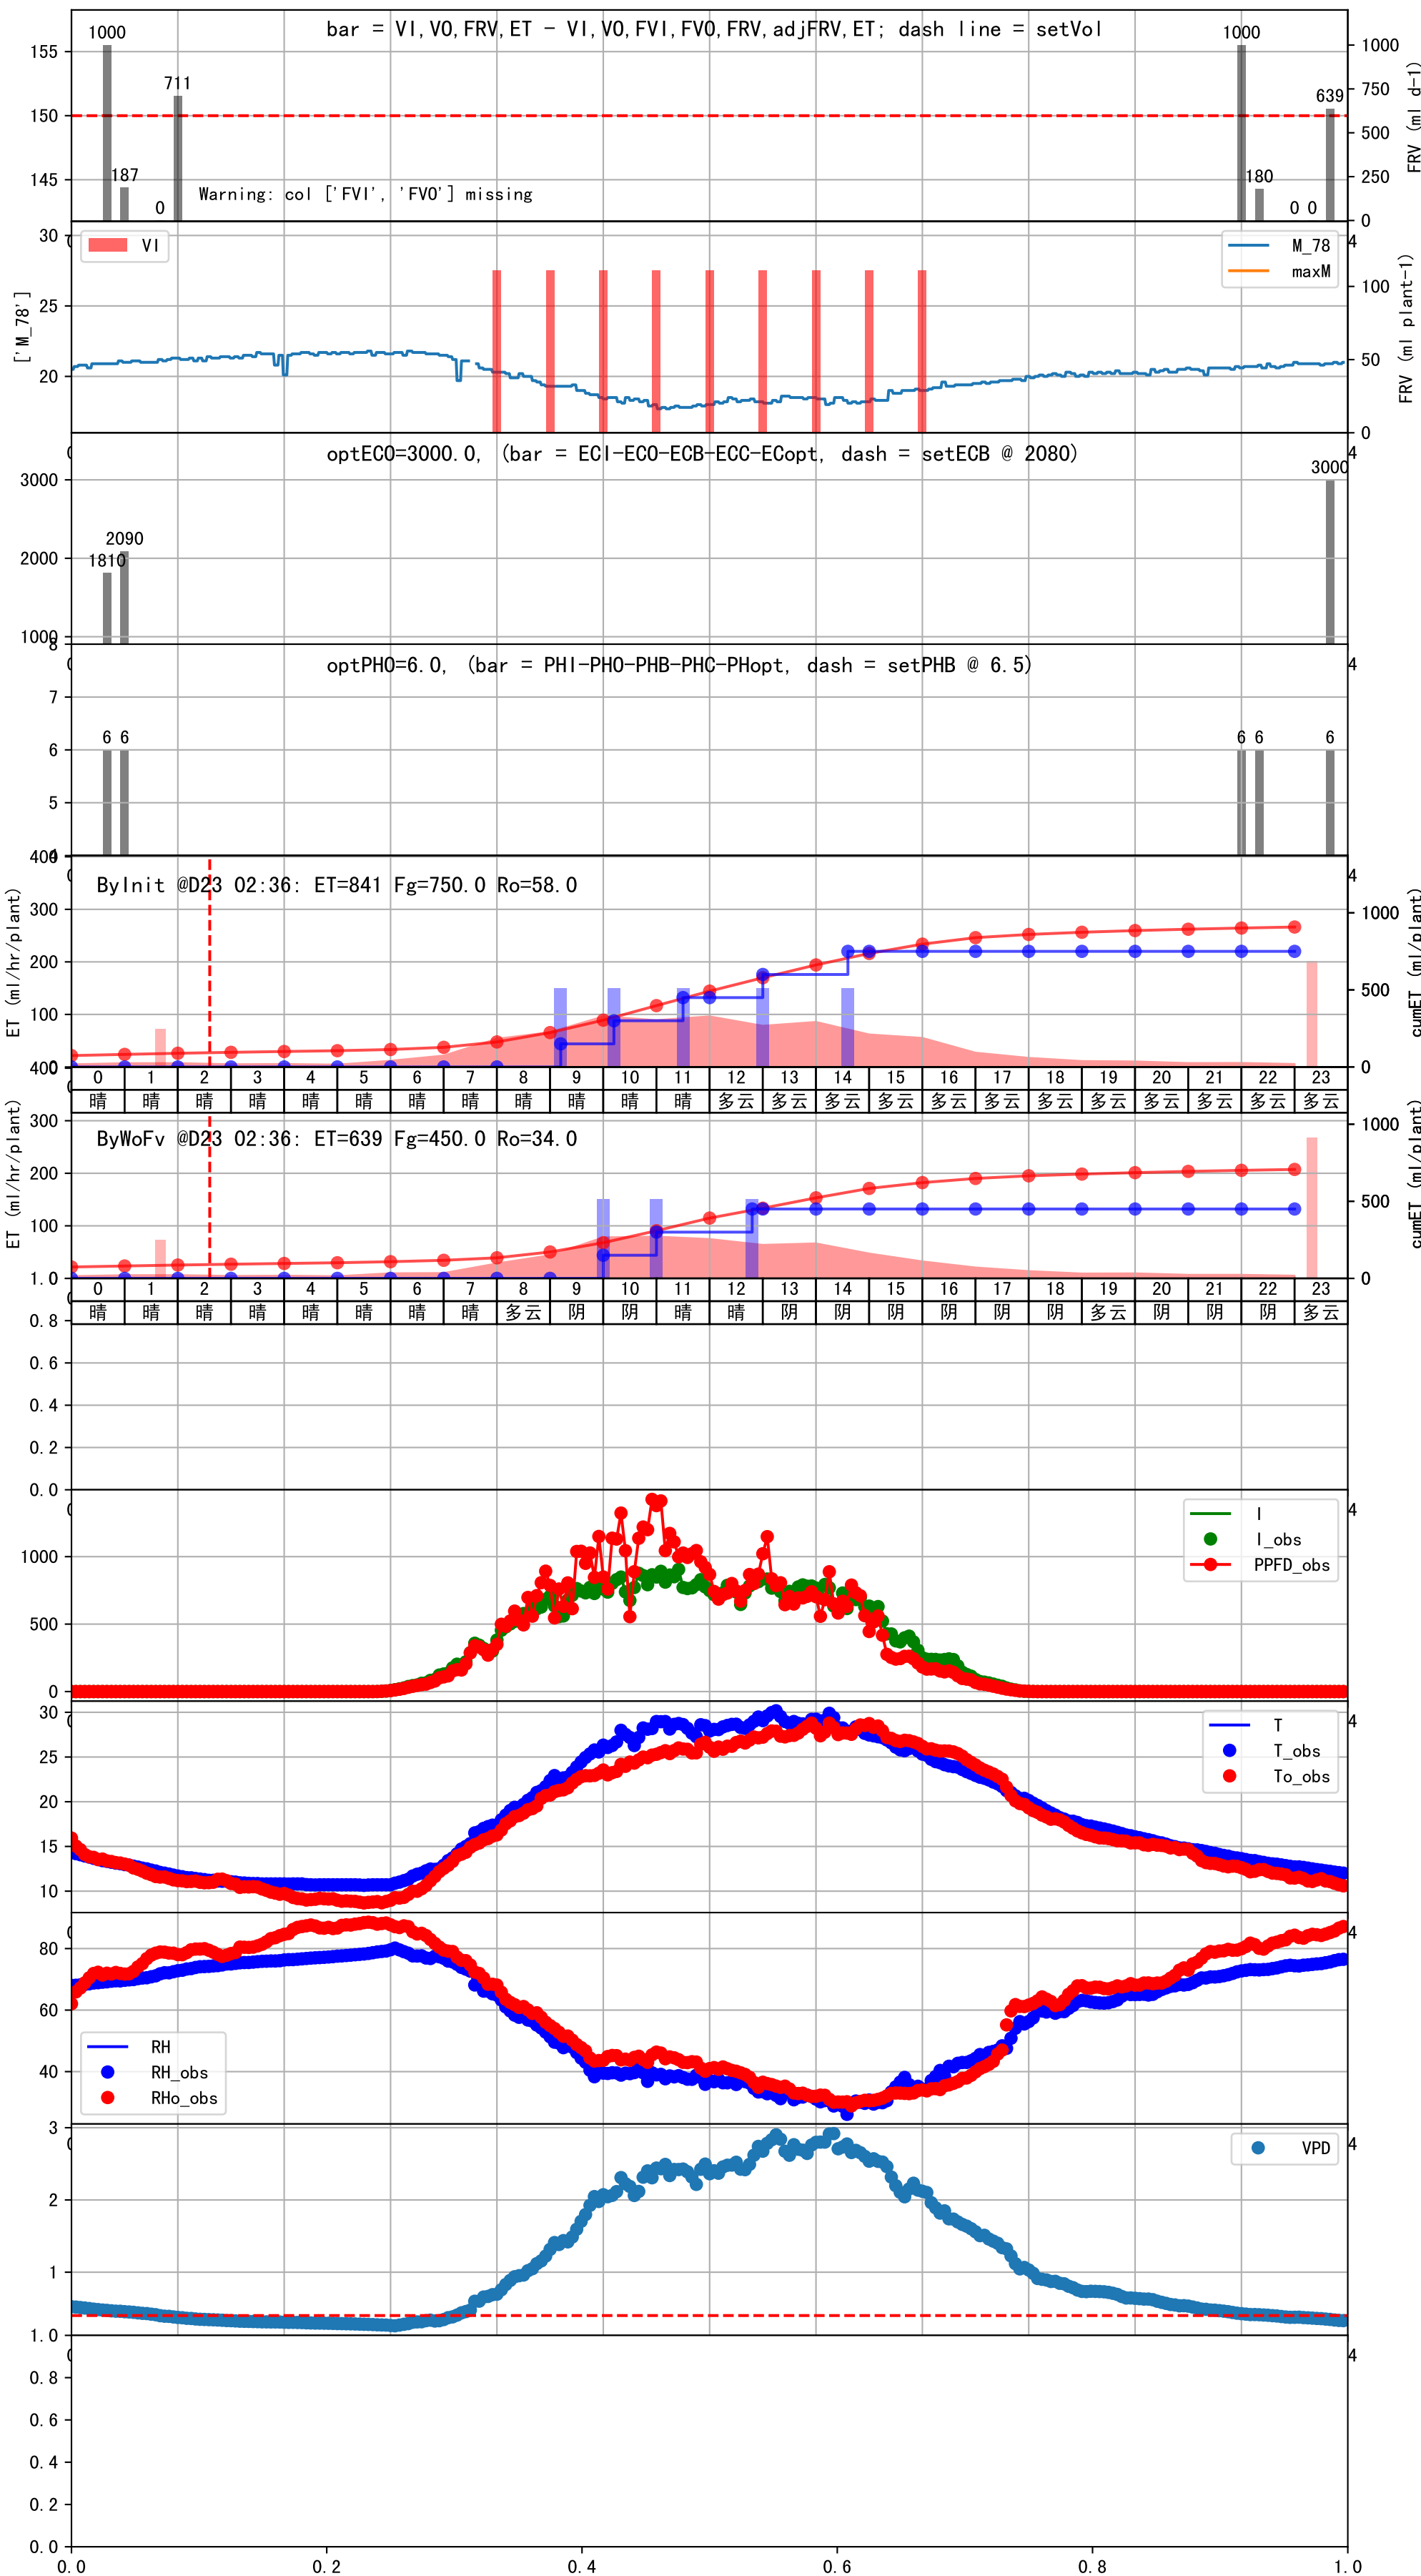 bar = VI,VO,FRV,ET - VI,VO,FVI,FVO,FRV,adjFRV,ET; dash line = setVol
1000
187
0
711
1000
180
0 0
639
Warning: col ['FVI', 'FVO'] missing
155
150
145
1000
750
500
250
0
FRV (ml d-1)
VI
M_78
maxM
['M_78']
30
25
20
100
50
0
FRV (ml plant-1)
4
optECO=3000.0, (bar = ECI-ECO-ECB-ECC-ECopt, dash = setECB @ 2080)
1810
2090
3000
3000
2000
1000
4
optPHO=6.0, (bar = PHI-PHO-PHB-PHC-PHopt, dash = setPHB @ 6.5)
8
7
6
5
4
6 6
6 6
6
4
ByInit @D23 02:36: ET=841 Fg=750.0 Ro=58.0
ET (ml/hr/plant)
400
300
200
100
0
1000
500
0
cumET (ml/plant)
4
0 1 2 3 4 5 6 7 8 9 10 11 12 13 14 15 16 17 18 19 20 21 22 23
晴 晴 晴 晴 晴 晴 晴 晴 晴 晴 晴 晴 多云 多云 多云 多云 多云 多云 多云 多云 多云 多云 多云 多云
ByWoFv @D23 02:36: ET=639 Fg=450.0 Ro=34.0
ET (ml/hr/plant)
400
300
200
100
1000
500
0
cumET (ml/plant)
0 1 2 3 4 5 6 7 8 9 10 11 12 13 14 15 16 17 18 19 20 21 22 23
晴 晴 晴 晴 晴 晴 晴 晴 多云 阴 阴 晴 晴 阴 阴 阴 阴 阴 阴 多云 阴 阴 阴 多云
1.0
0.8
0.6
0.4
0.2
0.0
4
I
I_obs
PPFD_obs
1000
500
0
4
T
T_obs
To_obs
30
25
20
15
10
4
RH
RH_obs
RHo_obs
80
60
40
4
VPD
3
2
1
4
1.0
0.8
0.6
0.4
0.2
0.0
0.0 0.2 0.4 0.6 0.8 1.0